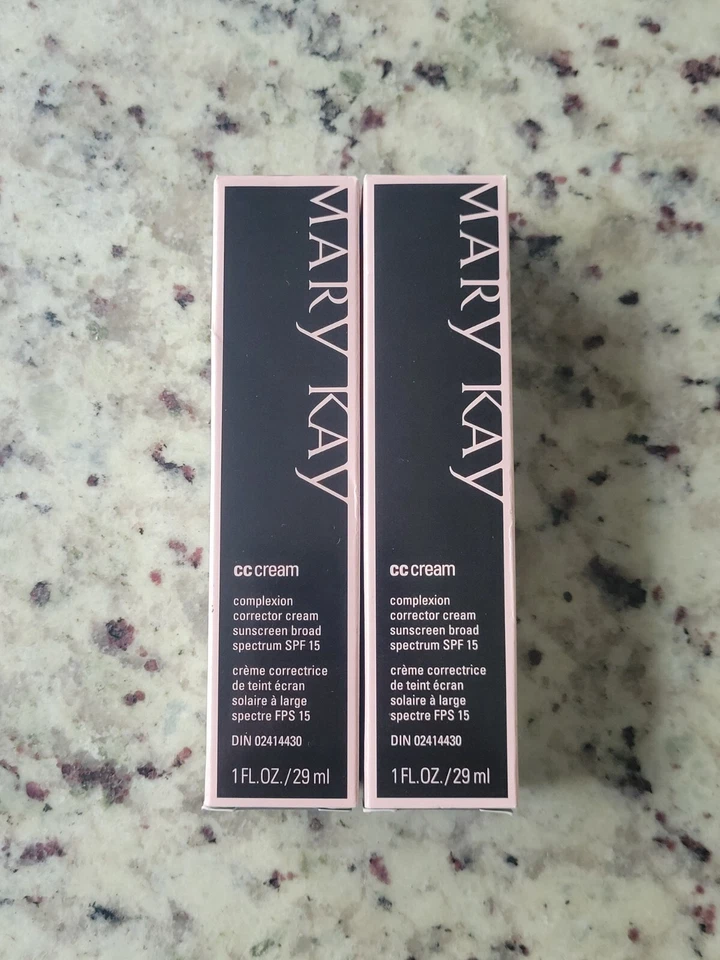 MARY KAY
cc cream
complexion
corrector cream
sunscreen broad
spectrum SPF 15
crème correctrice
de teint écran
solaire à large
spectre FPS 15
DIN 02414430
1 FL.OZ./29 ml
MARY KAY
cc cream
complexion
corrector cream
sunscreen broad
spectrum SPF 15
crème correctrice
de teint écran
solaire à large
spectre FPS 15
DIN 02414430
1 FL.OZ./29 ml